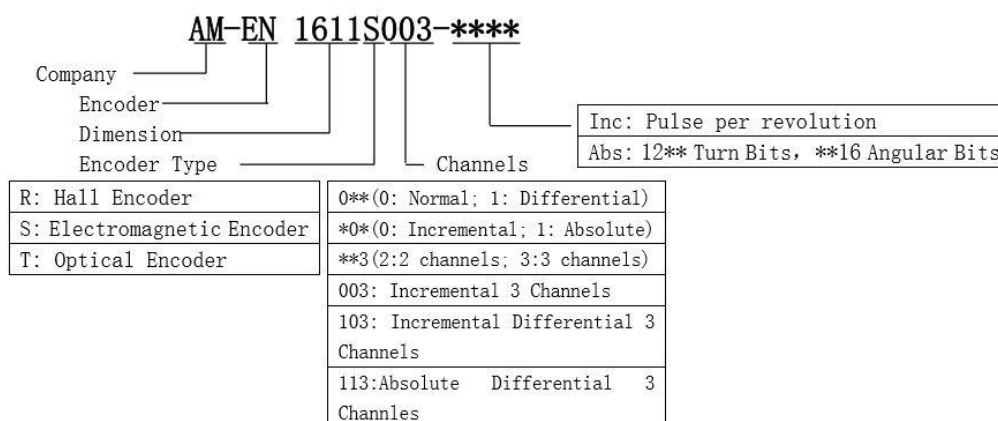 AM-EN 1611S003-****
Company
Encoder
Dimension
Encoder Type
Channels
Inc: Pulse per revolution
Abs: 12** Turn Bits, **16 Angular Bits
R: Hall Encoder
S: Electromagnetic Encoder
T: Optical Encoder
0**(0: Normal; 1: Differential)
*0*(0: Incremental; 1: Absolute)
**3(2:2 channels; 3:3 channels)
003: Incremental 3 Channels
103: Incremental Differential 3
Channels
113:Absolute Differential 3
Channles